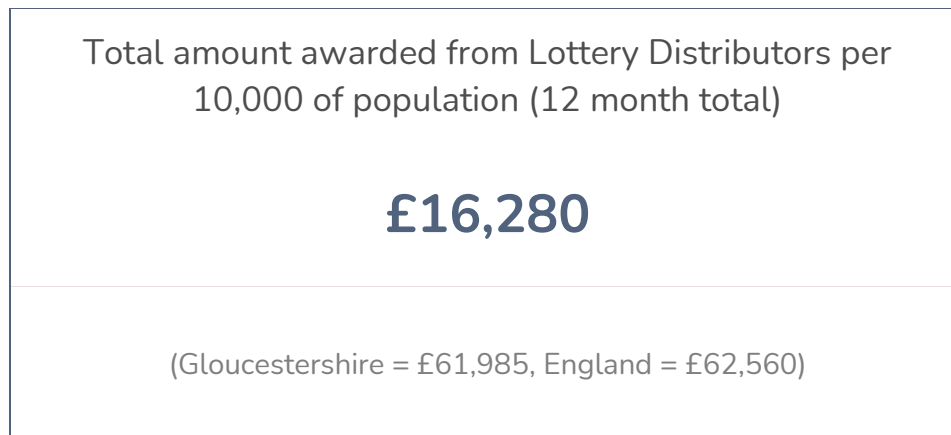 Total amount awarded from Lottery Distributors per
10,000 of population (12 month total)
£16,280
(Gloucestershire = £61,985, England = £62,560)